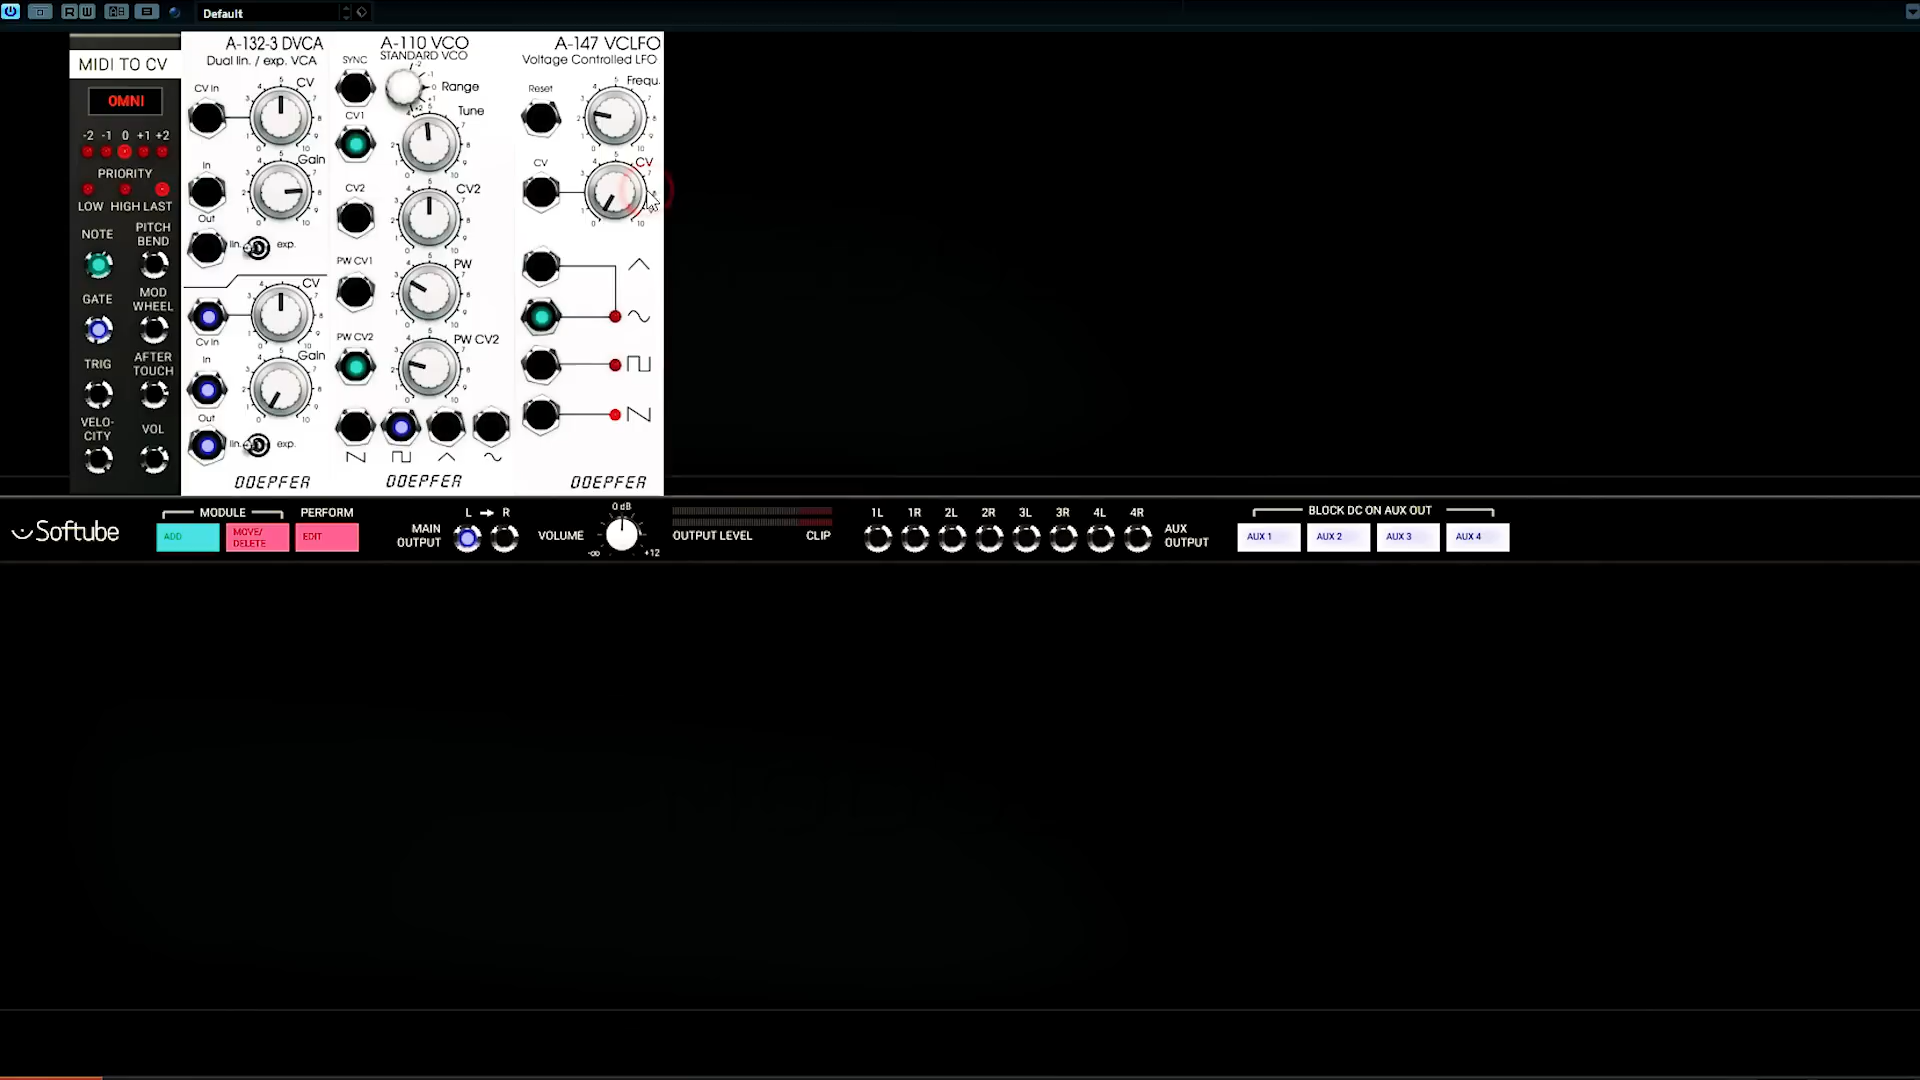 R W
Default
MIDI TO CV
OMNI
-2 -1 0 +1 +2
PRIORITY
LOW HIGH LAST
NOTE
PITCH
BEND
GATE
MOD
WHEEL
TRIG
AFTER
TOUCH
VELO-
CITY
VOL
A-132-3 DVCA
Dual lin. / exp. VCA
CV In
CV
In
Gain
Out
lin.
exp.
CV
Cv In
In
Gain
Out
lin.
exp.
DOEPFER
A-110 VCO
STANDARD VCO
SYNC
Range
Tune
CV1
CV2
CV2
PW CV1
PW
PW CV2
PW CV2
DOEPFER
A-147 VCLFO
Voltage Controlled LFO
Frequ.
Reset
CV
CV
DOEPFER
Softube
MODULE
ADD
MOVE/
DELETE
PERFORM
EDIT
MAIN
OUTPUT
L R
VOLUME
0 dB
-∞
+12
OUTPUT LEVEL
CLIP
1L 1R 2L 2R 3L 3R 4L 4R
AUX
OUTPUT
BLOCK DC ON AUX OUT
AUX 1 AUX 2 AUX 3 AUX 4